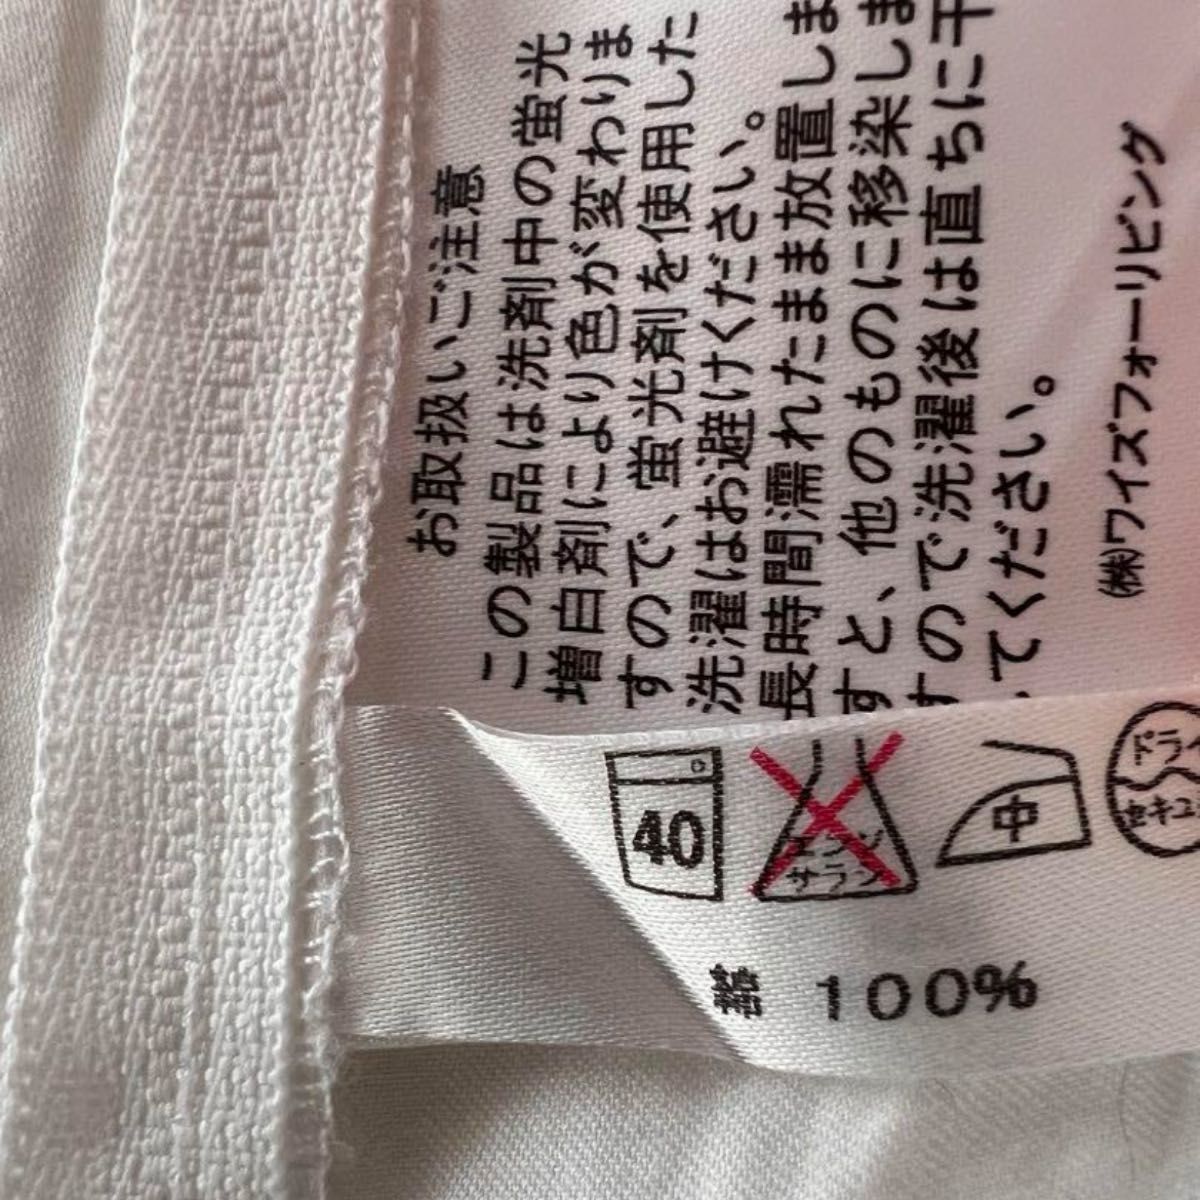 お取扱いご注意
この製品は洗剤中の蛍光
増白剤により色が変わりま
すので、蛍光剤を使用した
洗濯はお避けください。
長時間濡れたまま放置しま
すと、他のものに移染しま
すので洗濯後は直ちに干
してください。
㈱ワイズフォーリビング
40
中
100%